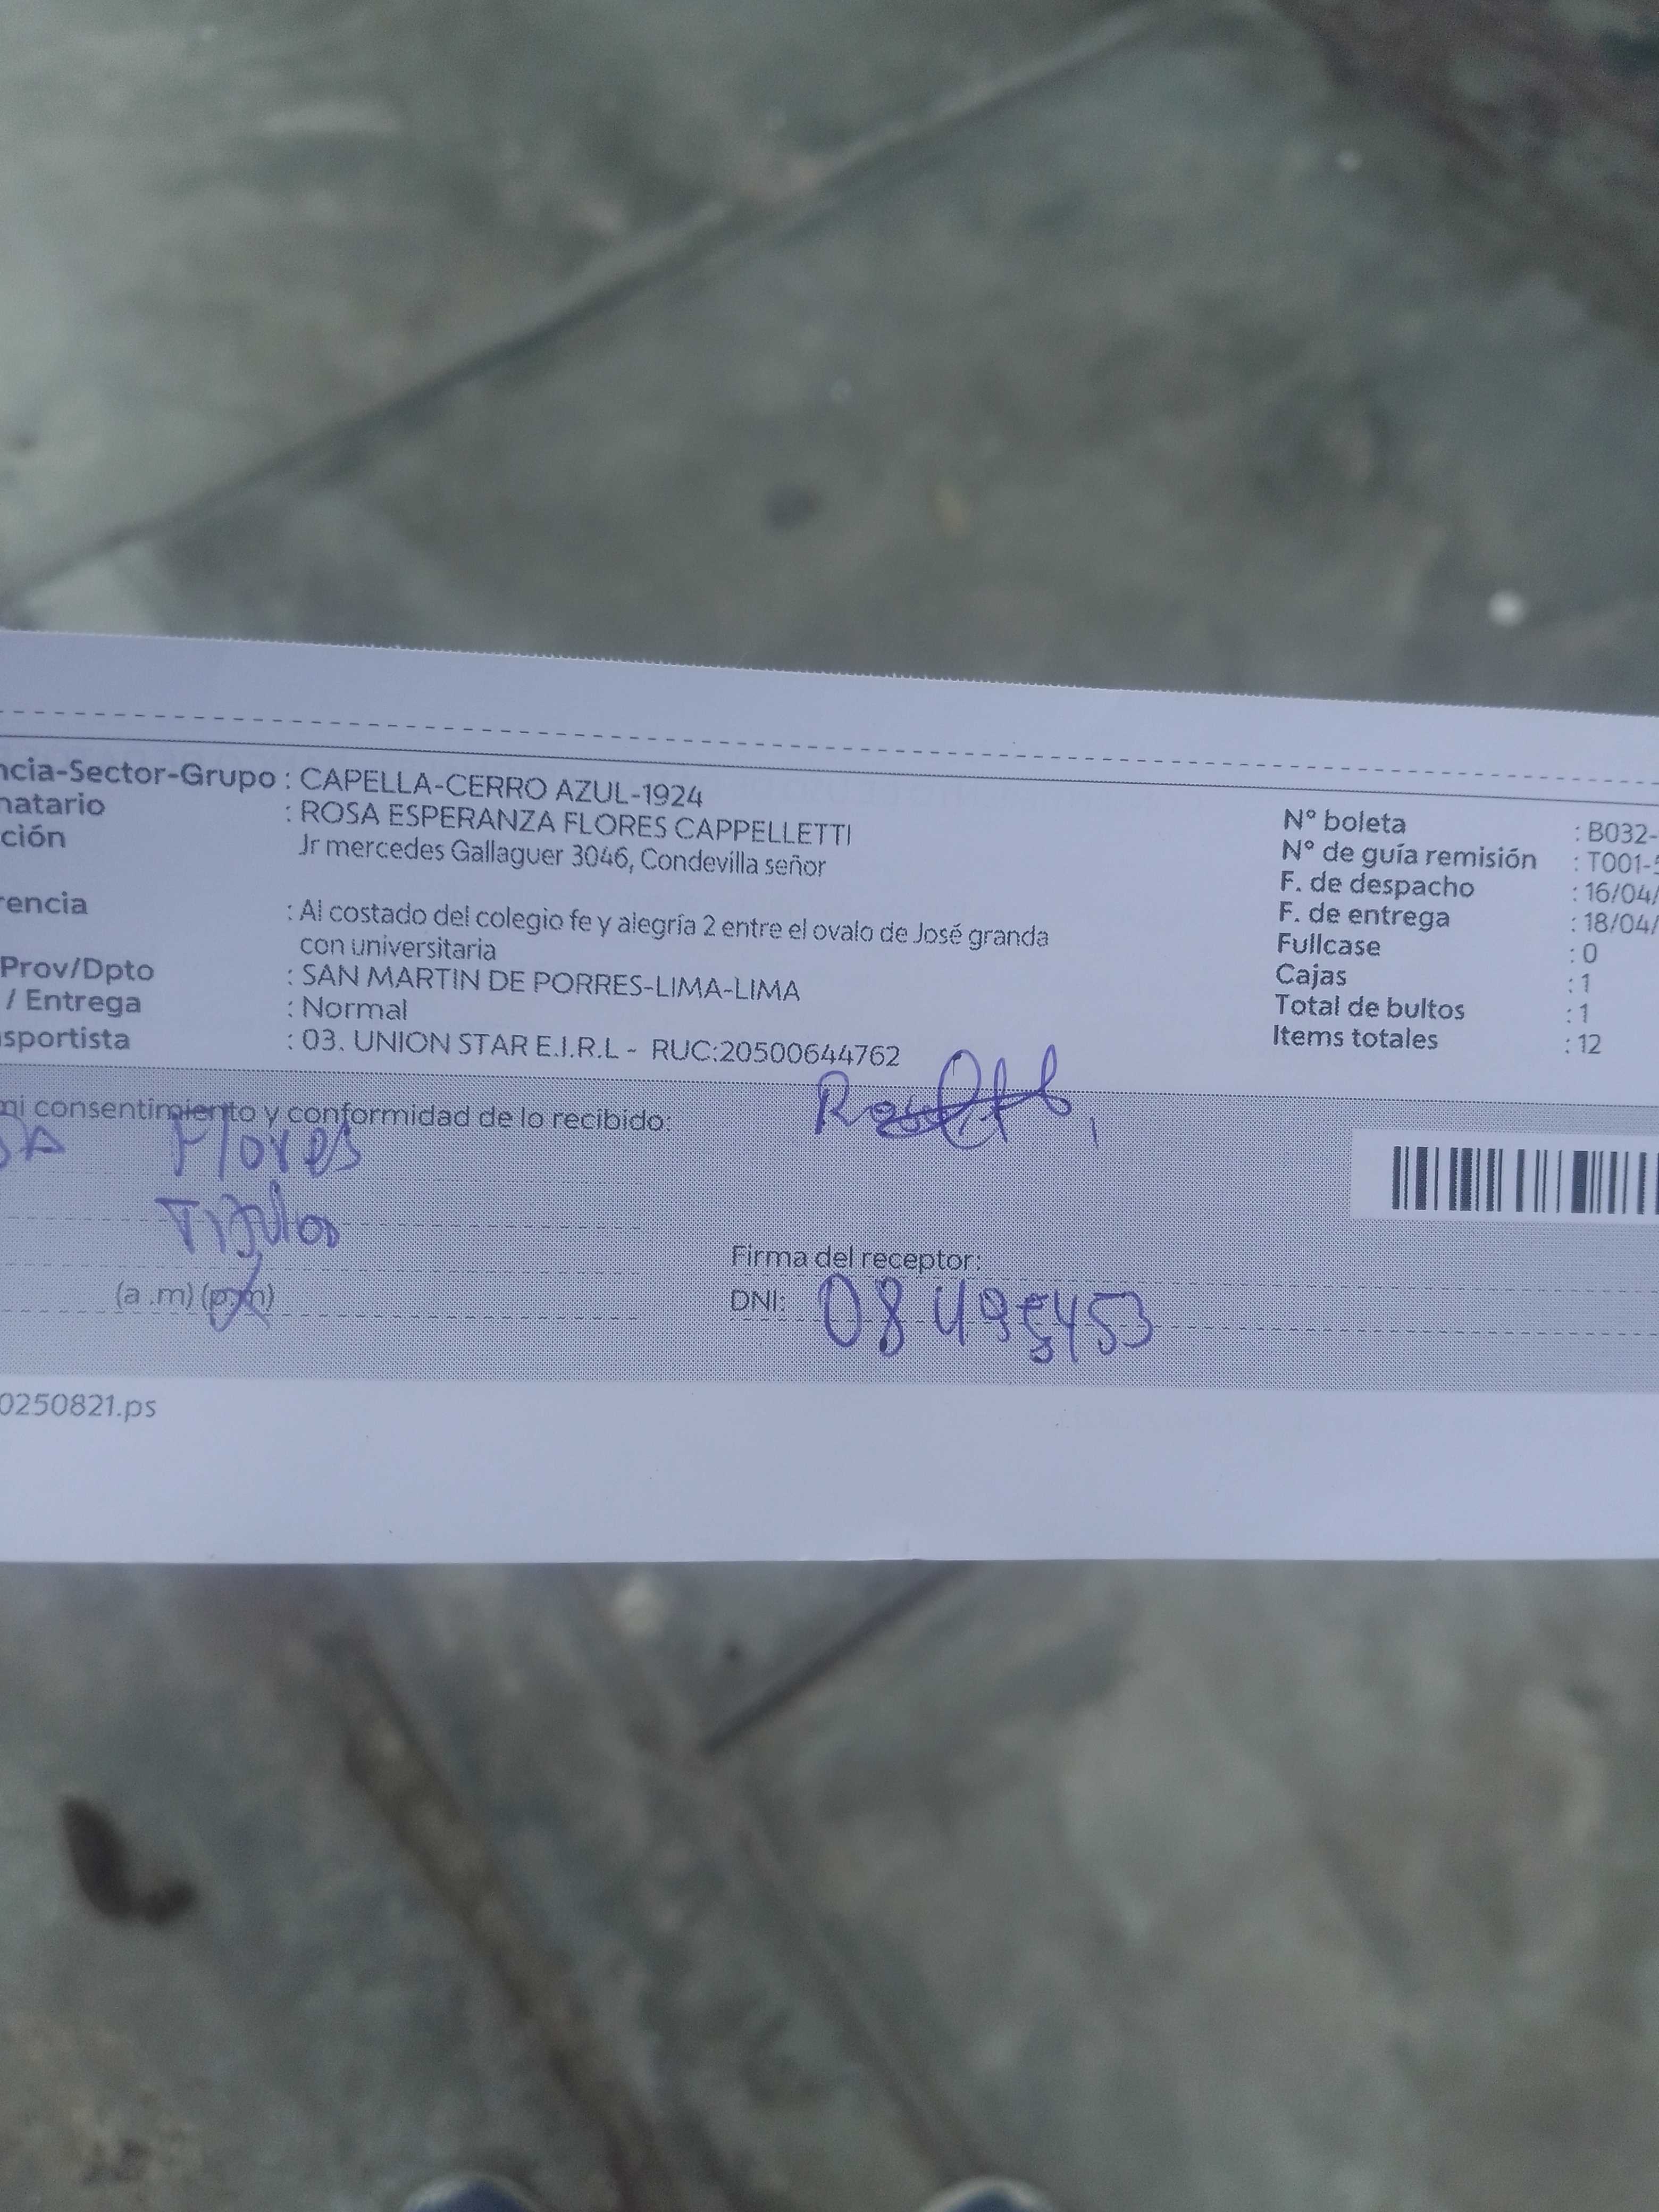 ncia-Sector-Grupo : CAPELLA-CERRO AZUL-1924
natario : ROSA ESPERANZA FLORES CAPPELLETTI
ción Jr mercedes Gallaguer 3046, Condevilla señor
rencia : Al costado del colegio fe y alegría 2 entre el ovalo de José granda
con universitaria
Prov/Dpto : SAN MARTIN DE PORRES-LIMA-LIMA
/ Entrega : Normal
sportista : 03. UNION STAR E.I.R.L - RUC:20500644762
N° boleta : B032-
N° de guía remisión : T001-5
F. de despacho : 16/04/
F. de entrega : 18/04/
Fullcase : 0
Cajas : 1
Total de bultos : 1
Items totales : 12
mi consentimiento y conformidad de lo recibido:
Flores
(a .m) (p.m)
Firma del receptor:
DNI: 08495453
0250821.ps